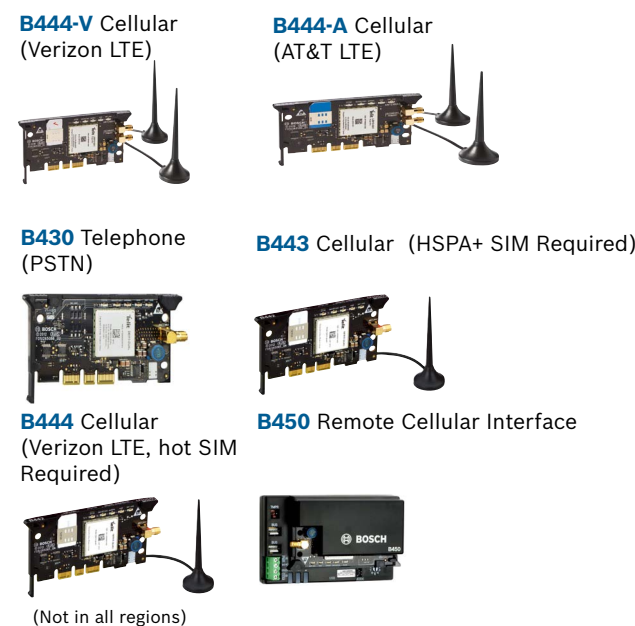 B444-V Cellular
(Verizon LTE)
B444-A Cellular
(AT&T LTE)
B430 Telephone
(PSTN)
B443 Cellular (HSPA+ SIM Required)
BOSCH
B444 Cellular
(Verizon LTE, hot SIM
Required)
B450 Remote Cellular Interface
BOSCH
B450
(Not in all regions)